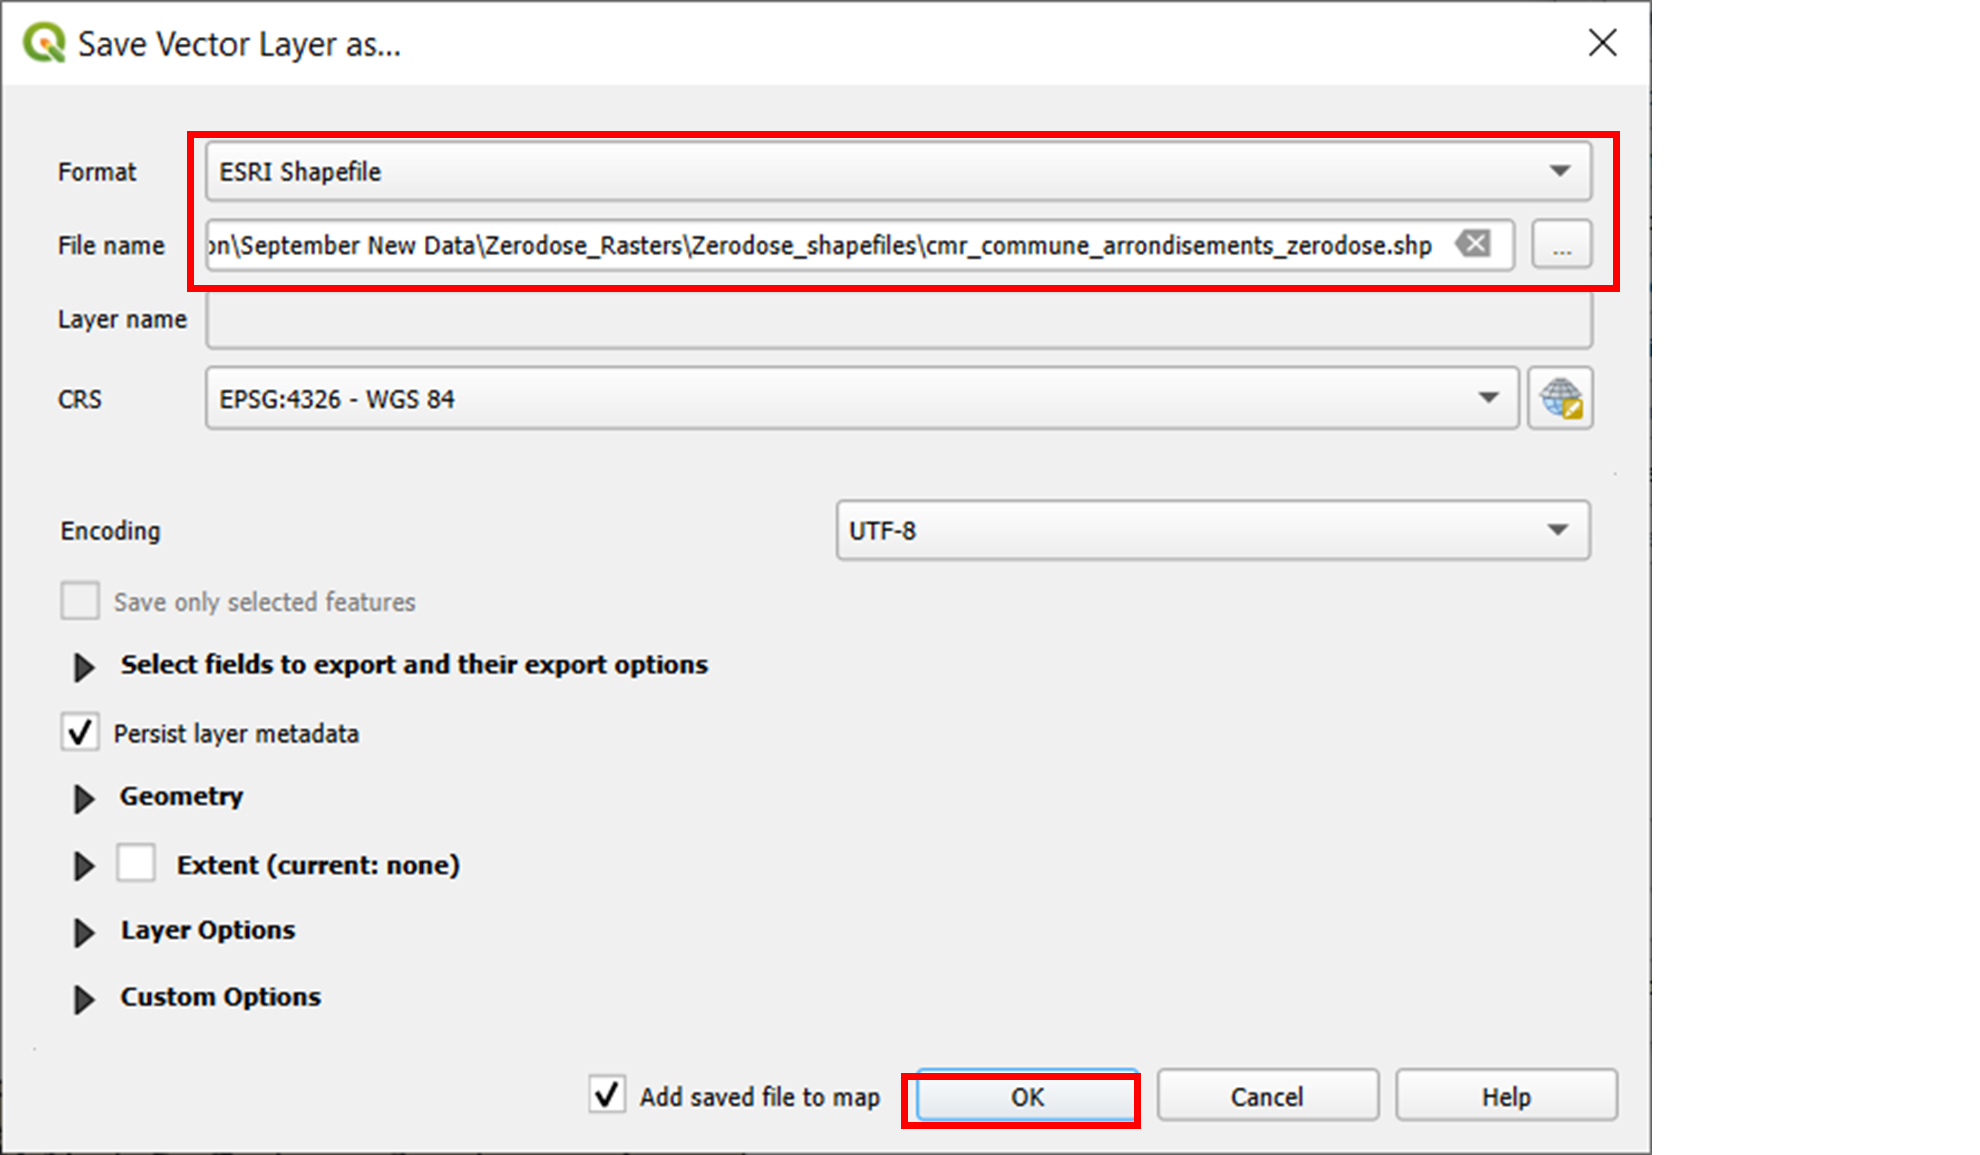 Save Vector Layer as...
Format ESRI Shapefile
File name on\September New Data\Zerodose_Rasters\Zerodose_shapefiles\cmr_commune_arrondisements_zerodose.shp ...
Layer name
CRS EPSG:4326 - WGS 84
Encoding UTF-8
Save only selected features
Select fields to export and their export options
Persist layer metadata
Geometry
Extent (current: none)
Layer Options
Custom Options
Add saved file to map OK Cancel Help